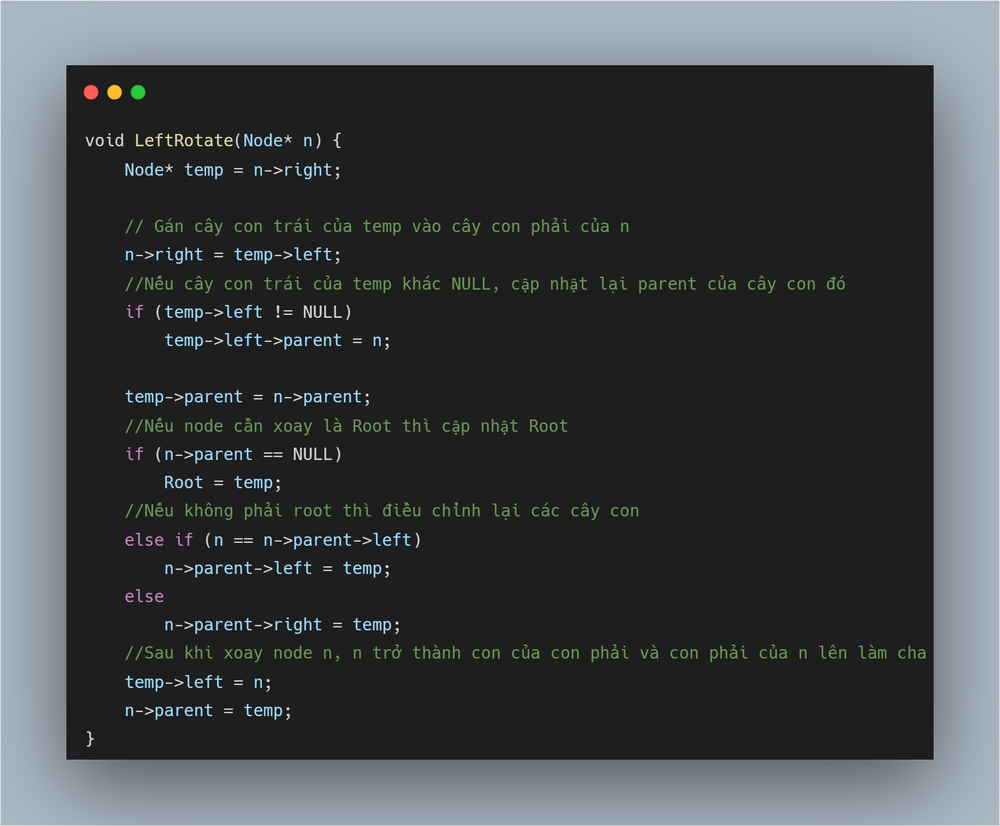 void LeftRotate(Node* n) {
    Node* temp = n->right;

    // Gán cây con trái của temp vào cây con phải của n
    n->right = temp->left;
    //Nếu cây con trái của temp khác NULL, cập nhật lại parent của cây con đó
    if (temp->left != NULL)
        temp->left->parent = n;

    temp->parent = n->parent;
    //Nếu node cần xoay là Root thì cập nhật Root
    if (n->parent == NULL)
        Root = temp;
    //Nếu không phải root thì điều chỉnh lại các cây con
    else if (n == n->parent->left)
        n->parent->left = temp;
    else
        n->parent->right = temp;
    //Sau khi xoay node n, n trở thành con của con phải và con phải của n lên làm cha
    temp->left = n;
    n->parent = temp;
}